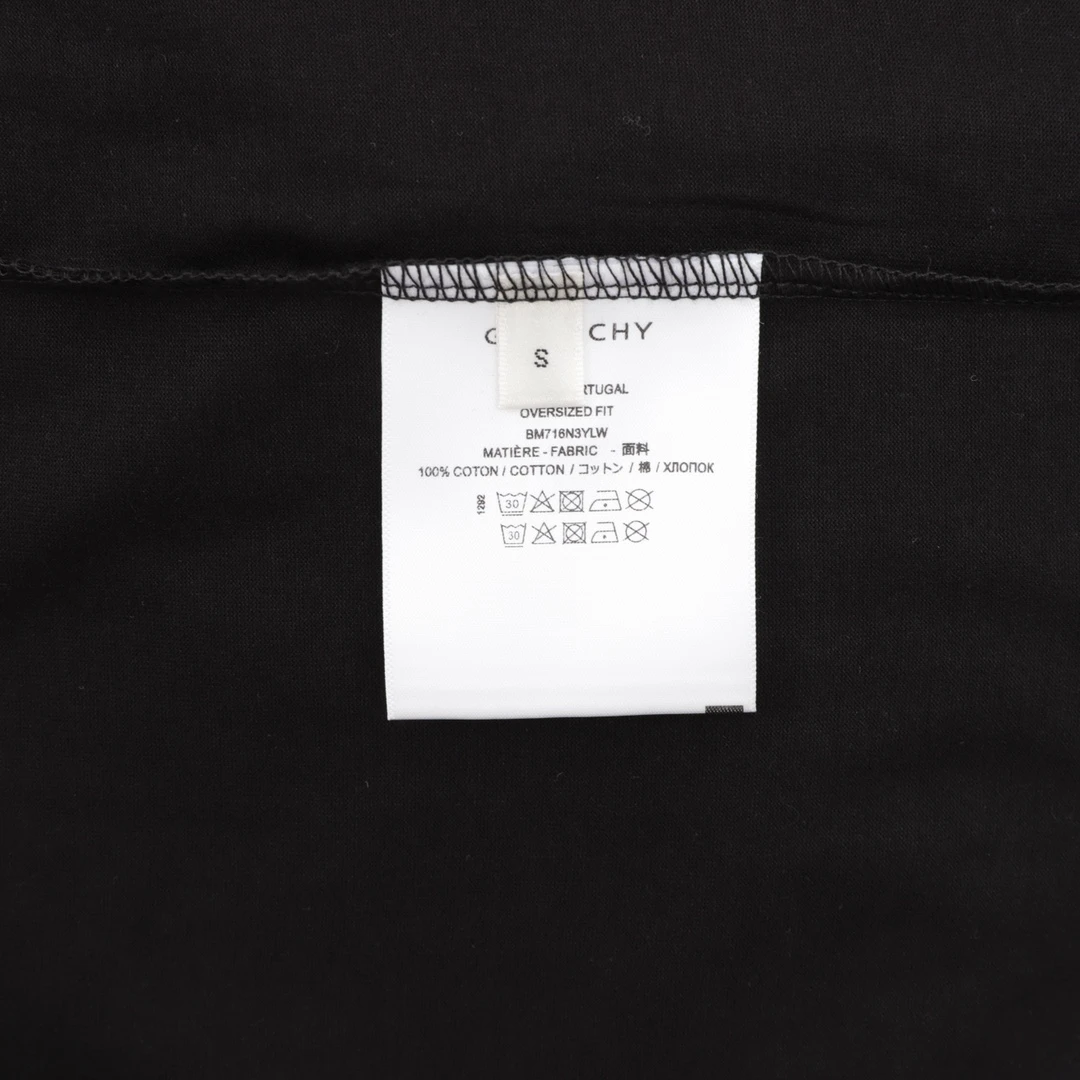 G CHY
S
RTUGAL
OVERSIZED FIT
BM716N3YLW
MATIÈRE - FABRIC - 面料
100% COTON / COTTON / コットン / 棉 / ХЛОПОК
1292
30
30